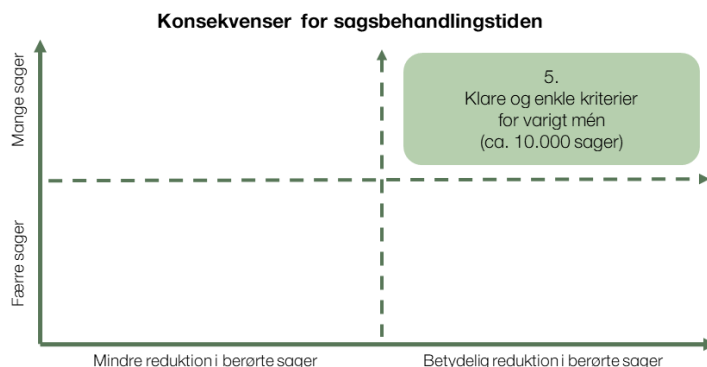 Konsekvenser for sagsbehandlingstiden
Mange sager
5.
Klare og enkle kriterier
for varigt mén
(ca. 10.000 sager)
Færre sager
Mindre reduktion i berørte sager
Betydelig reduktion i berørte sager